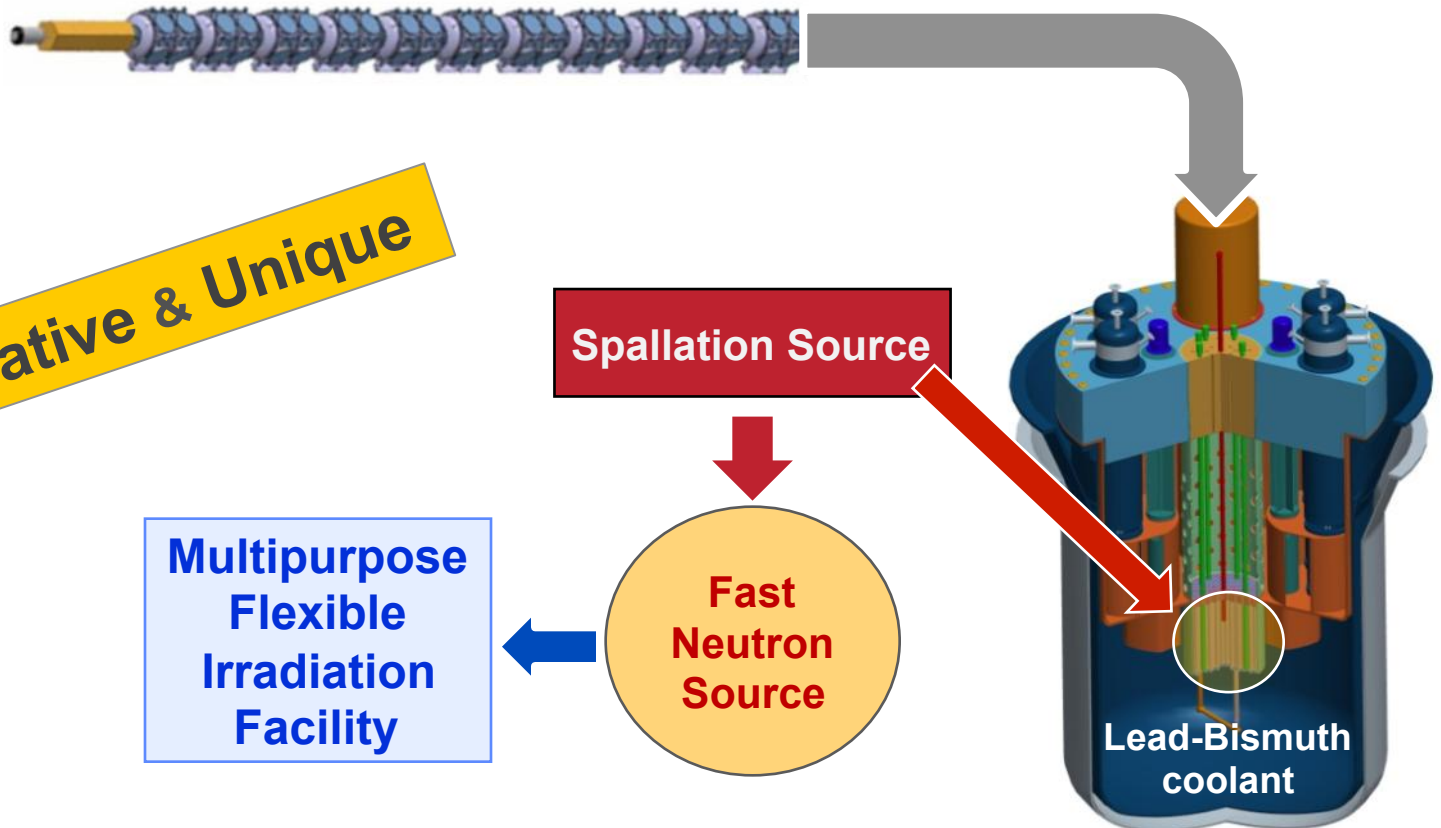 ative & Unique
Spallation Source
Multipurpose
Flexible
Irradiation
Facility
Fast
Neutron
Source
Lead-Bismuth
coolant